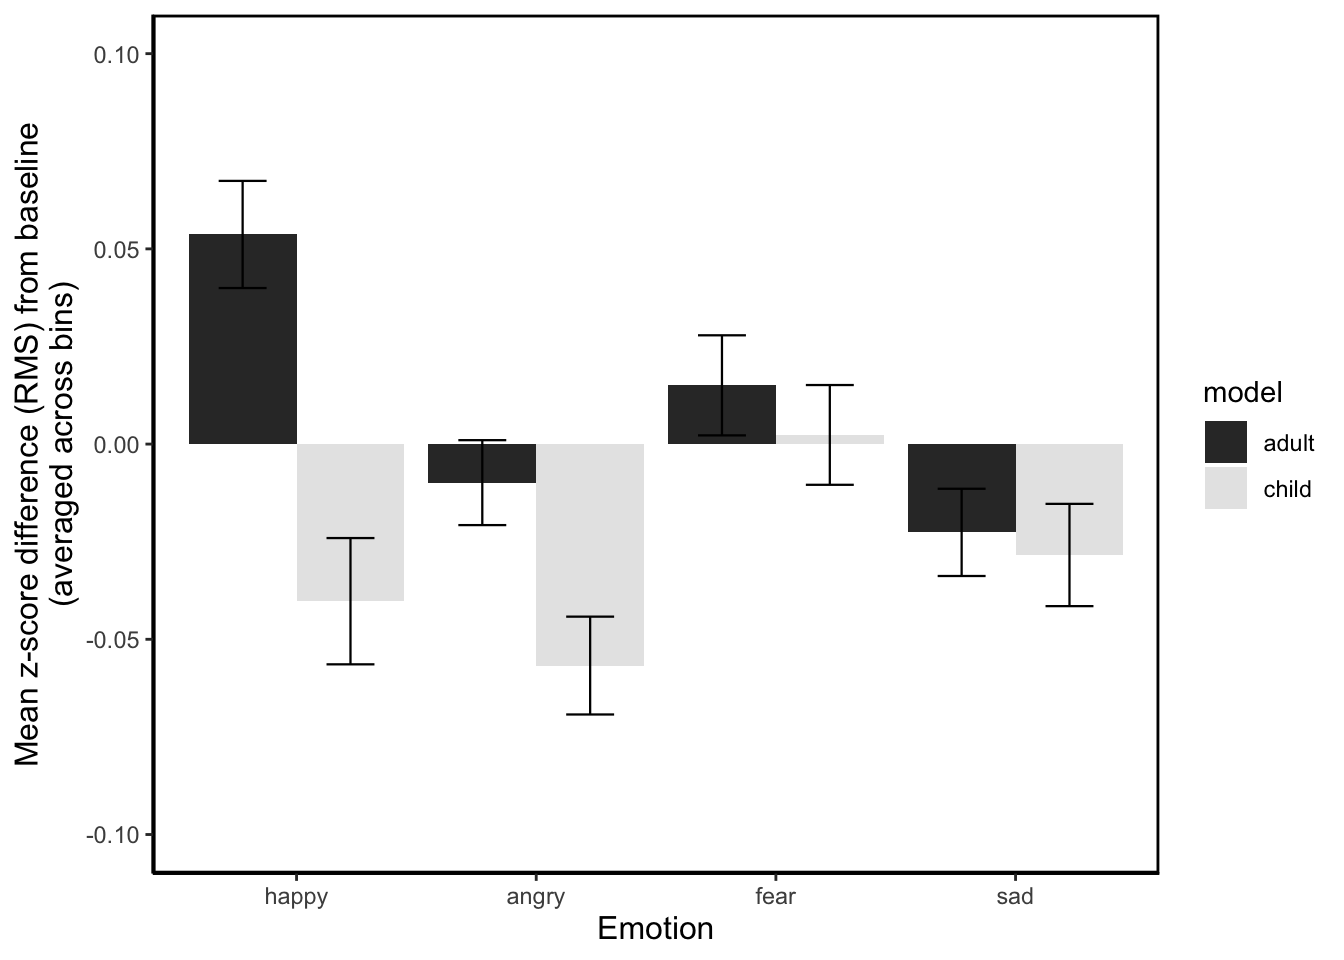 Mean z-score difference (RMS) from baseline
(averaged across bins)
0.10
0.05
0.00
-0.05
-0.10
happy angry fear sad
Emotion
model
adult
child